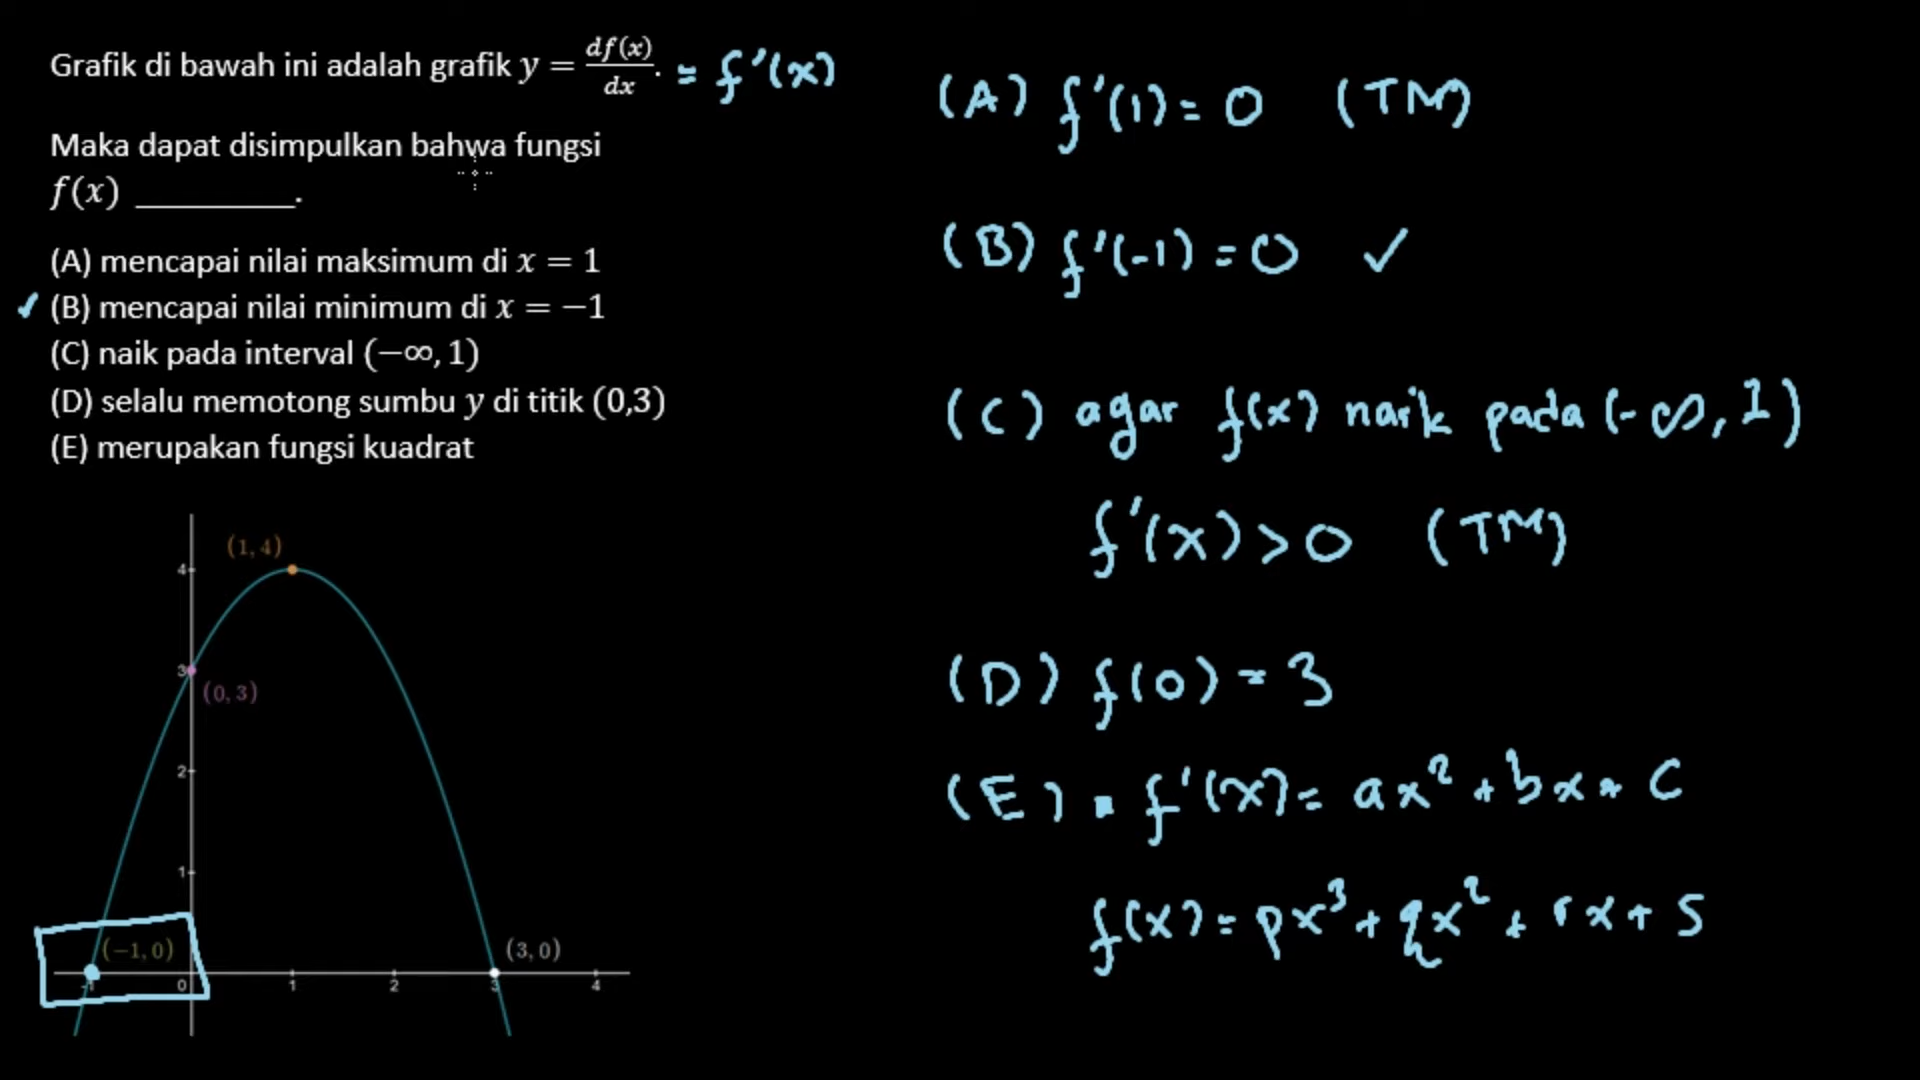 Grafik di bawah ini adalah grafik y = df(x)/dx. = f'(x)
Maka dapat disimpulkan bahwa fungsi
f(x) _________.
(A) mencapai nilai maksimum di x = 1
✓ (B) mencapai nilai minimum di x = −1
(C) naik pada interval (−∞, 1)
(D) selalu memotong sumbu y di titik (0,3)
(E) merupakan fungsi kuadrat
(1, 4)
4
3
(0, 3)
2
1
(−1, 0)
(3, 0)
-1 0 1 2 3 4
(A) f'(1) = 0 (TM)
(B) f'(-1) = 0 ✓
(C) agar f(x) naik pada (-∞, 1)
f'(x) > 0 (TM)
(D) f(0) = 3
(E) • f'(x) = ax² + bx + c
f(x) = px³ + qx² + rx + s